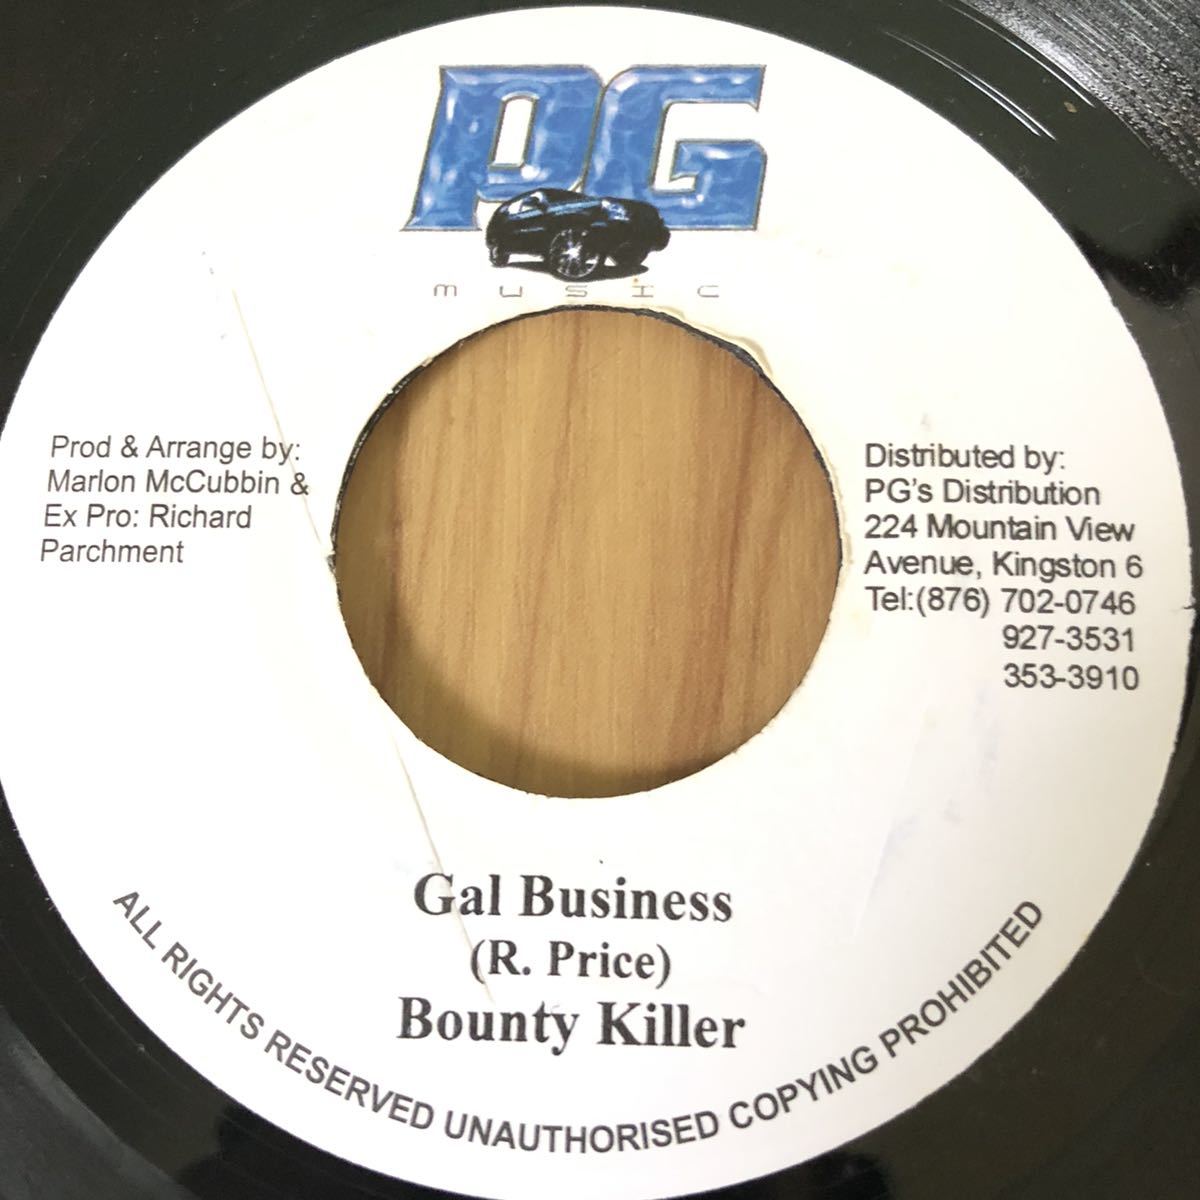 PG
music
Prod & Arrange by:
Marlon McCubbin &
Ex Pro: Richard
Parchment
Distributed by:
PG's Distribution
224 Mountain View
Avenue, Kingston 6
Tel:(876) 702-0746
927-3531
353-3910
Gal Business
(R. Price)
Bounty Killer
ALL RIGHTS RESERVED UNAUTHORISED COPYING PROHIBITED